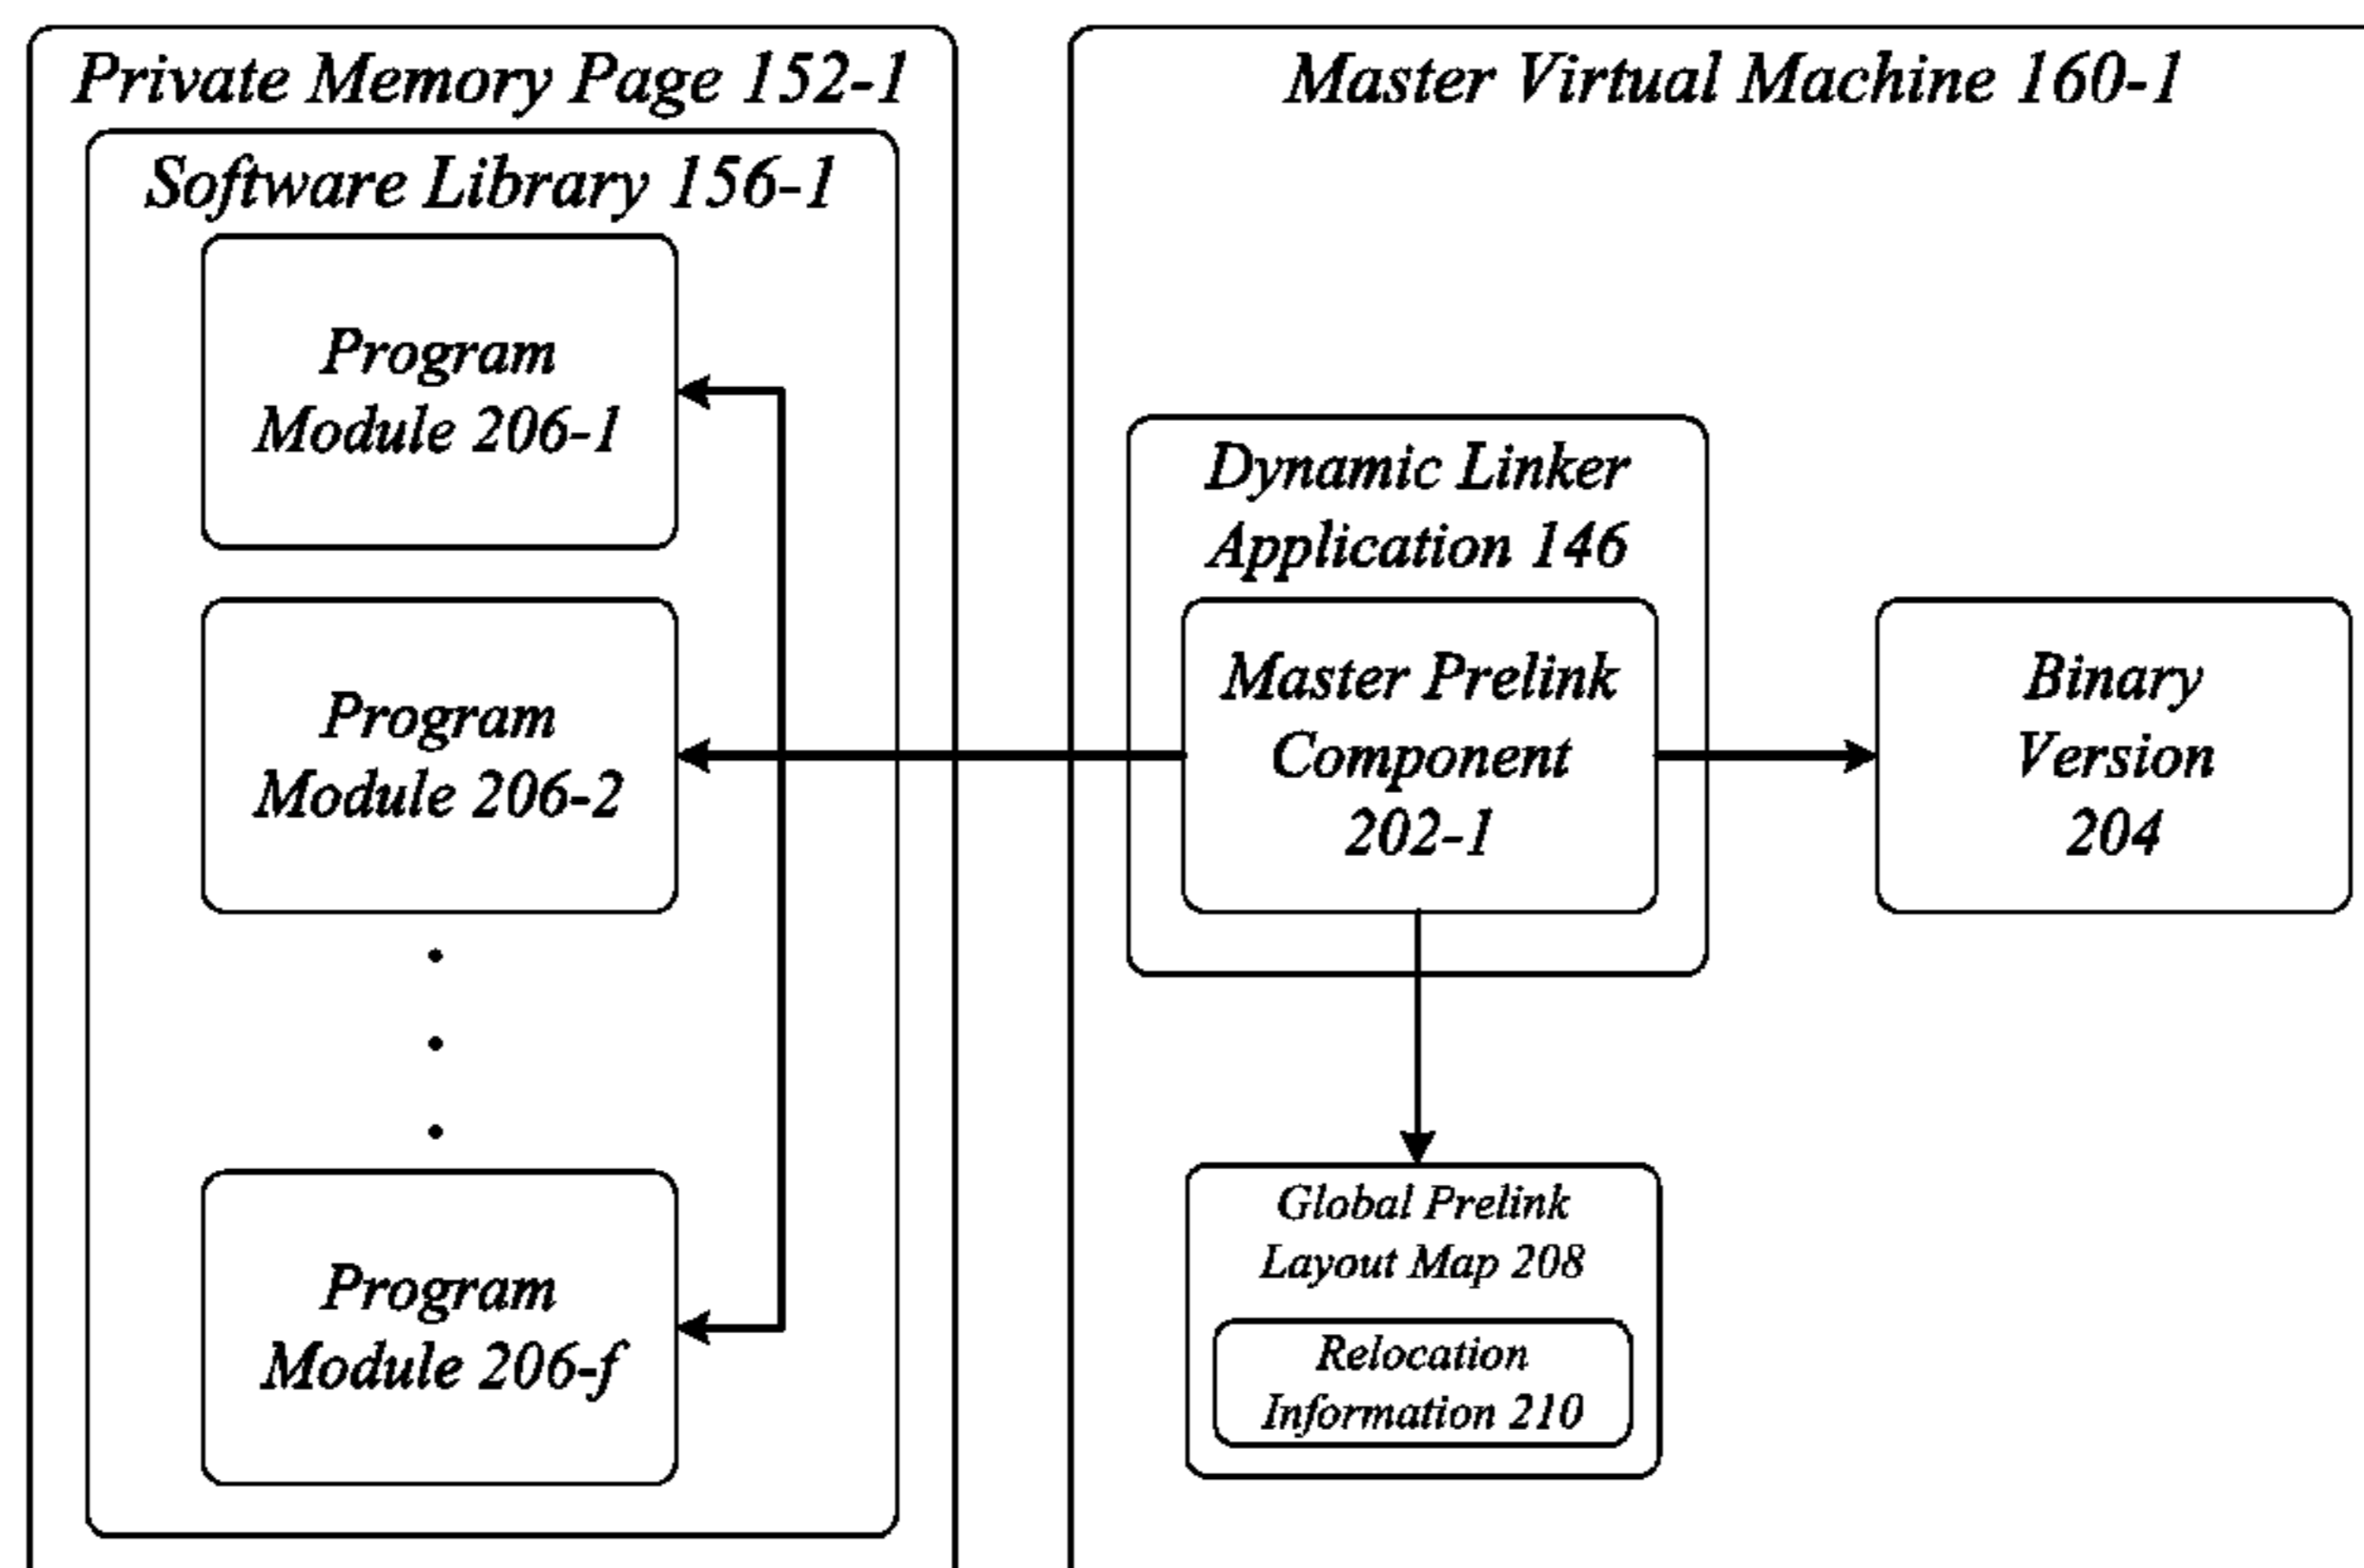 Private Memory Page 152-1
Software Library 156-1
Program
Module 206-1
Program
Module 206-2
Program
Module 206-f
Master Virtual Machine 160-1
Dynamic Linker
Application 146
Master Prelink
Component
202-1
Binary
Version
204
Global Prelink
Layout Map 208
Relocation
Information 210